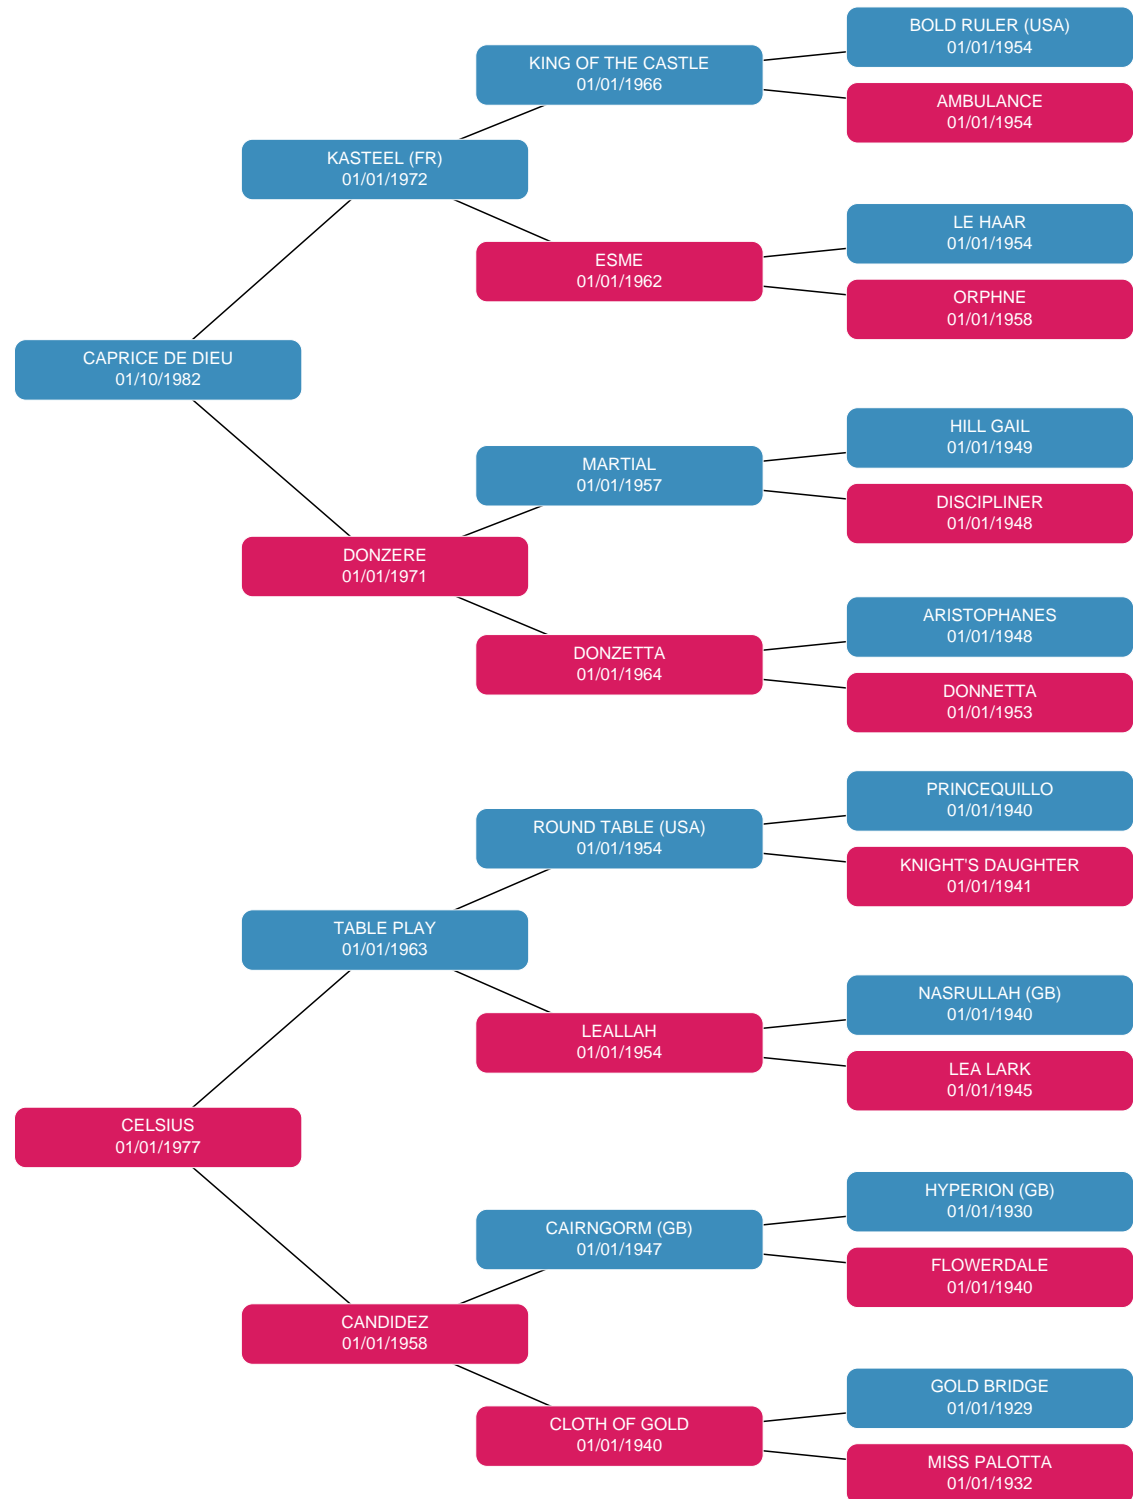 BOLD RULER (USA)
01/01/1954
KING OF THE CASTLE
01/01/1966
AMBULANCE
01/01/1954
KASTEEL (FR)
01/01/1972
LE HAAR
01/01/1954
ESME
01/01/1962
ORPHNE
01/01/1958
CAPRICE DE DIEU
01/10/1982
HILL GAIL
01/01/1949
MARTIAL
01/01/1957
DISCIPLINER
01/01/1948
DONZERE
01/01/1971
ARISTOPHANES
01/01/1948
DONZETTA
01/01/1964
DONNETTA
01/01/1953
PRINCEQUILLO
01/01/1940
ROUND TABLE (USA)
01/01/1954
KNIGHT'S DAUGHTER
01/01/1941
TABLE PLAY
01/01/1963
NASRULLAH (GB)
01/01/1940
LEALLAH
01/01/1954
LEA LARK
01/01/1945
CELSIUS
01/01/1977
HYPERION (GB)
01/01/1930
CAIRNGORM (GB)
01/01/1947
FLOWERDALE
01/01/1940
CANDIDEZ
01/01/1958
GOLD BRIDGE
01/01/1929
CLOTH OF GOLD
01/01/1940
MISS PALOTTA
01/01/1932